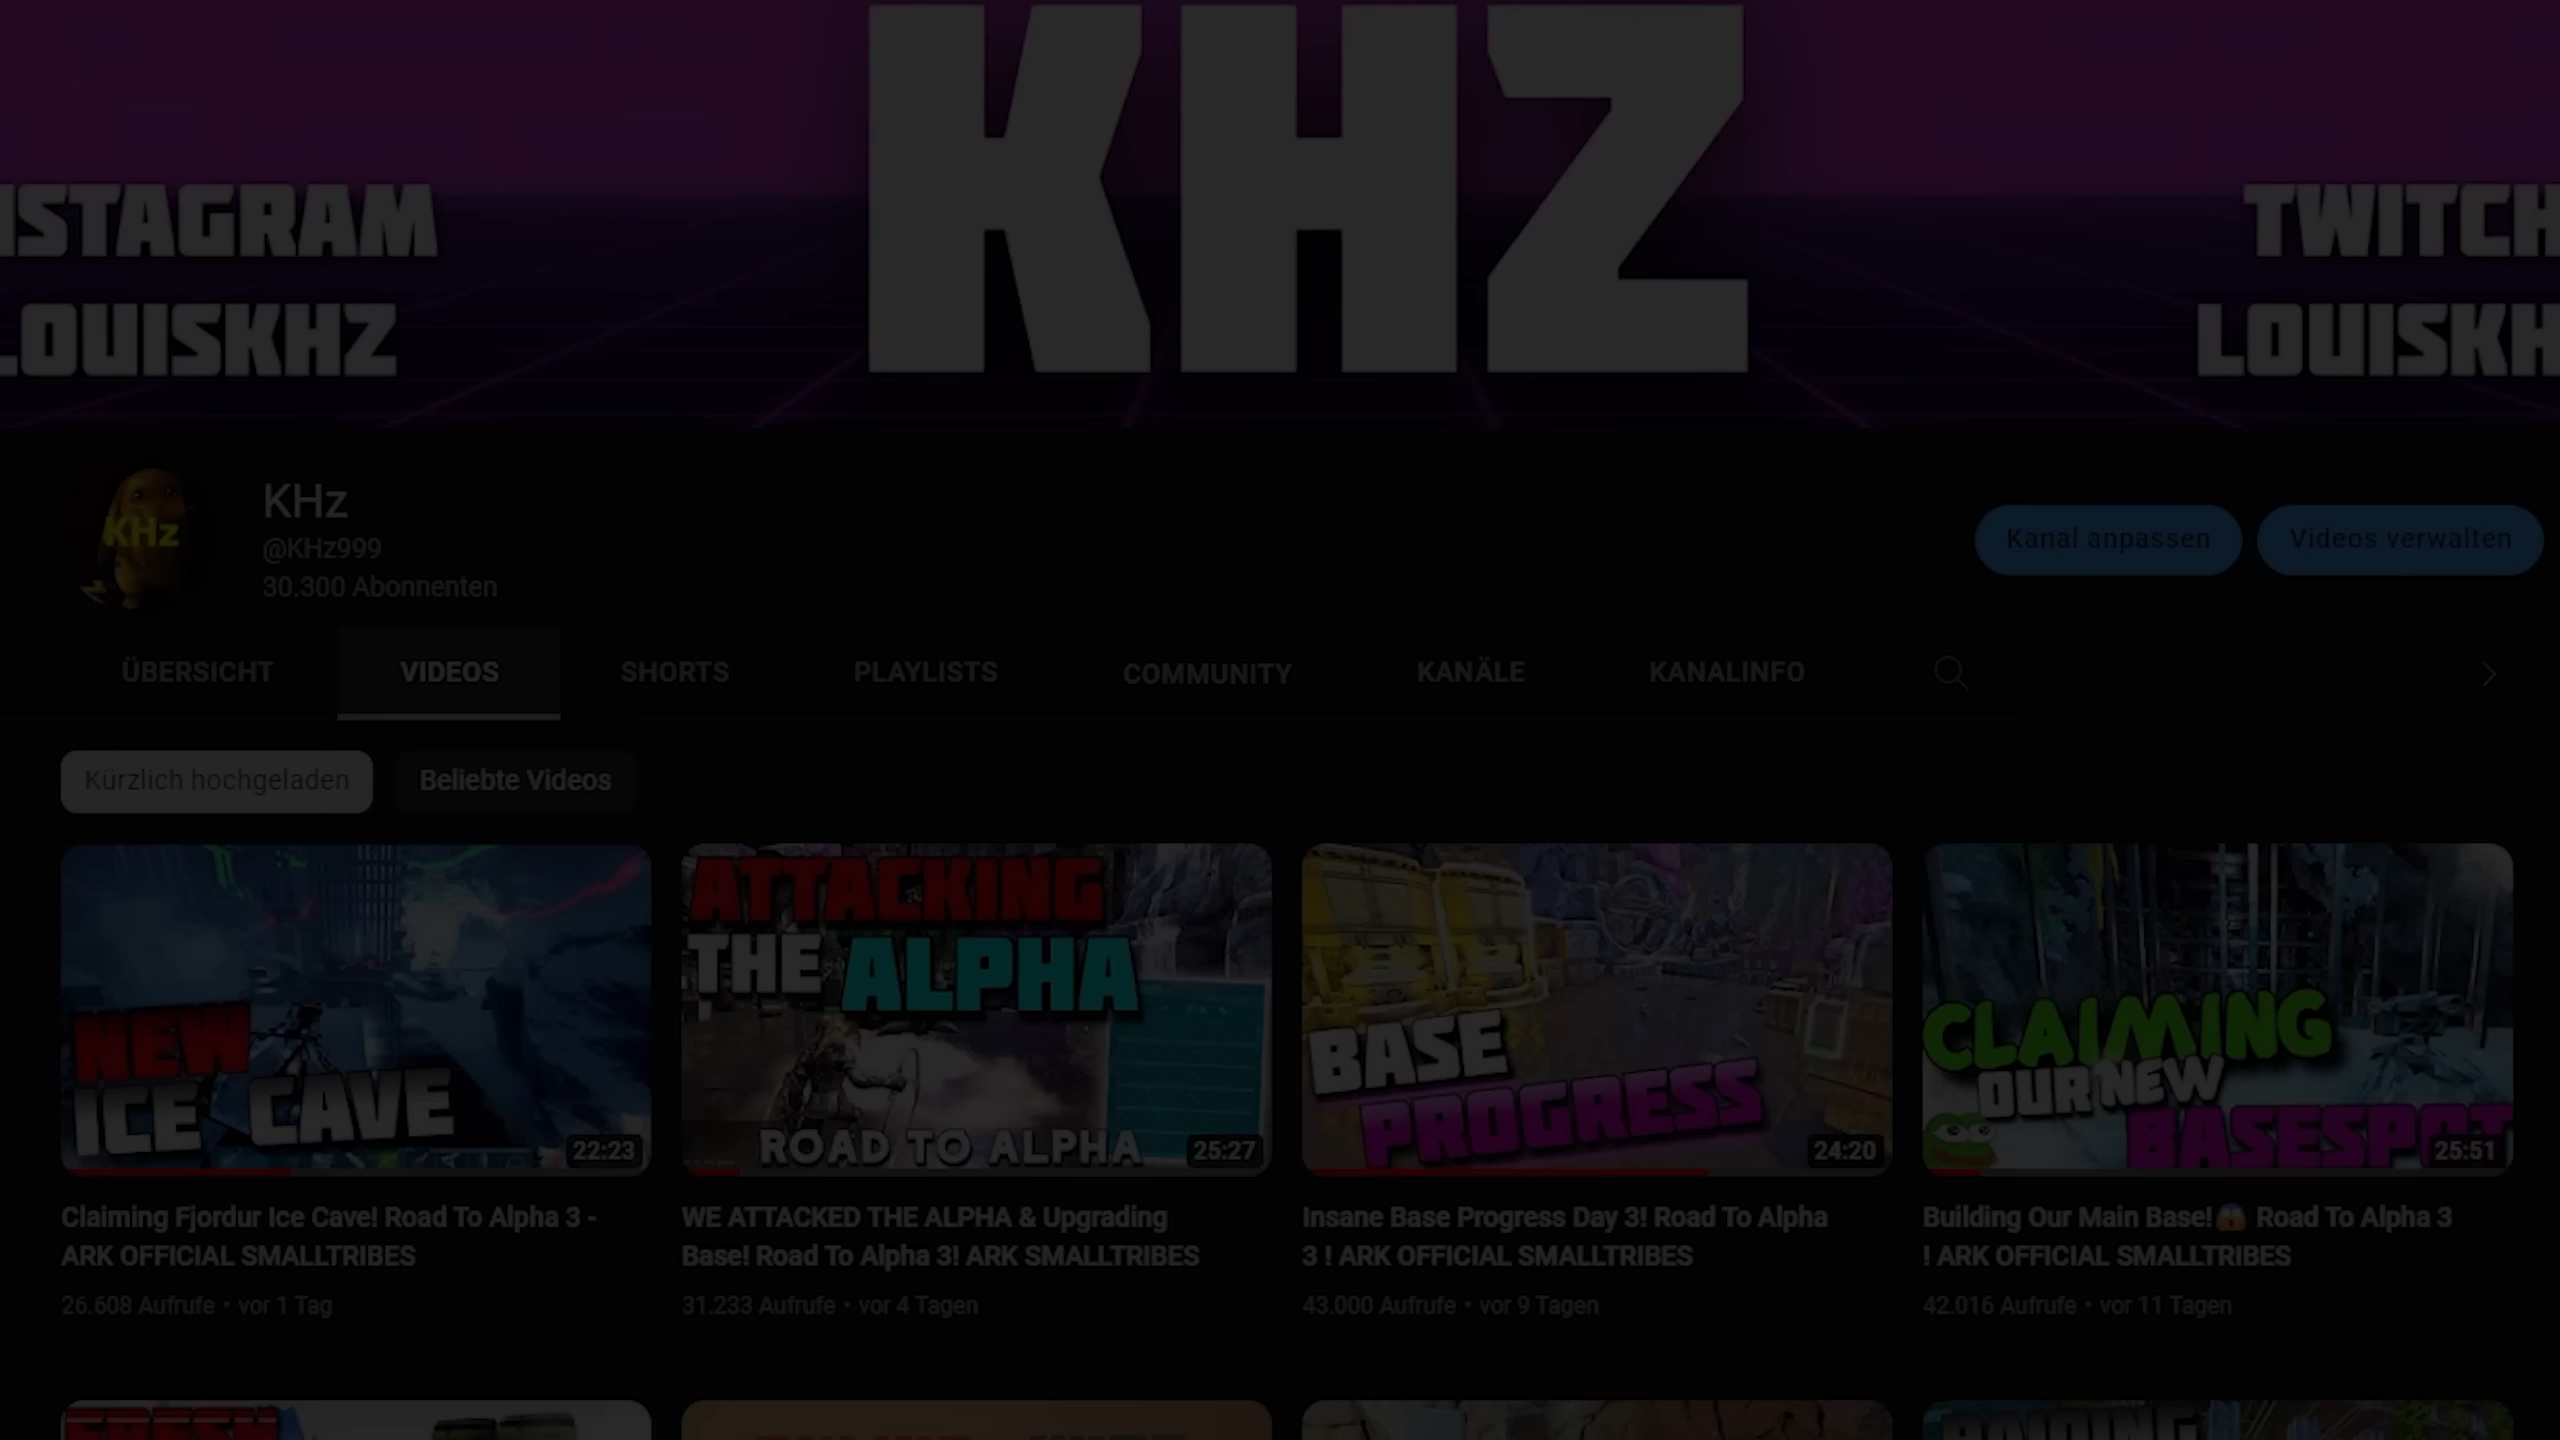 KHZ
NSTAGRAM
LOUISKHZ
TWITCH
LOUISKH
KHz
KHz
@KHz999
30.300 Abonnenten
Kanal anpassen
Videos verwalten
ÜBERSICHT
VIDEOS
SHORTS
PLAYLISTS
COMMUNITY
KANÄLE
KANALINFO
Kürzlich hochgeladen
Beliebte Videos
NEW
ICE CAVE
22:23
ATTACKING
THE ALPHA
ROAD TO ALPHA
25:27
BASE
PROGRESS
24:20
CLAIMING
OUR NEW
BASESPOT
25:51
Claiming Fjordur Ice Cave! Road To Alpha 3 -
ARK OFFICIAL SMALLTRIBES
26.608 Aufrufe • vor 1 Tag
WE ATTACKED THE ALPHA & Upgrading
Base! Road To Alpha 3! ARK SMALLTRIBES
31.233 Aufrufe • vor 4 Tagen
Insane Base Progress Day 3! Road To Alpha
3 ! ARK OFFICIAL SMALLTRIBES
43.000 Aufrufe • vor 9 Tagen
Building Our Main Base!😱 Road To Alpha 3
! ARK OFFICIAL SMALLTRIBES
42.016 Aufrufe • vor 11 Tagen
FRESH
RAIDING